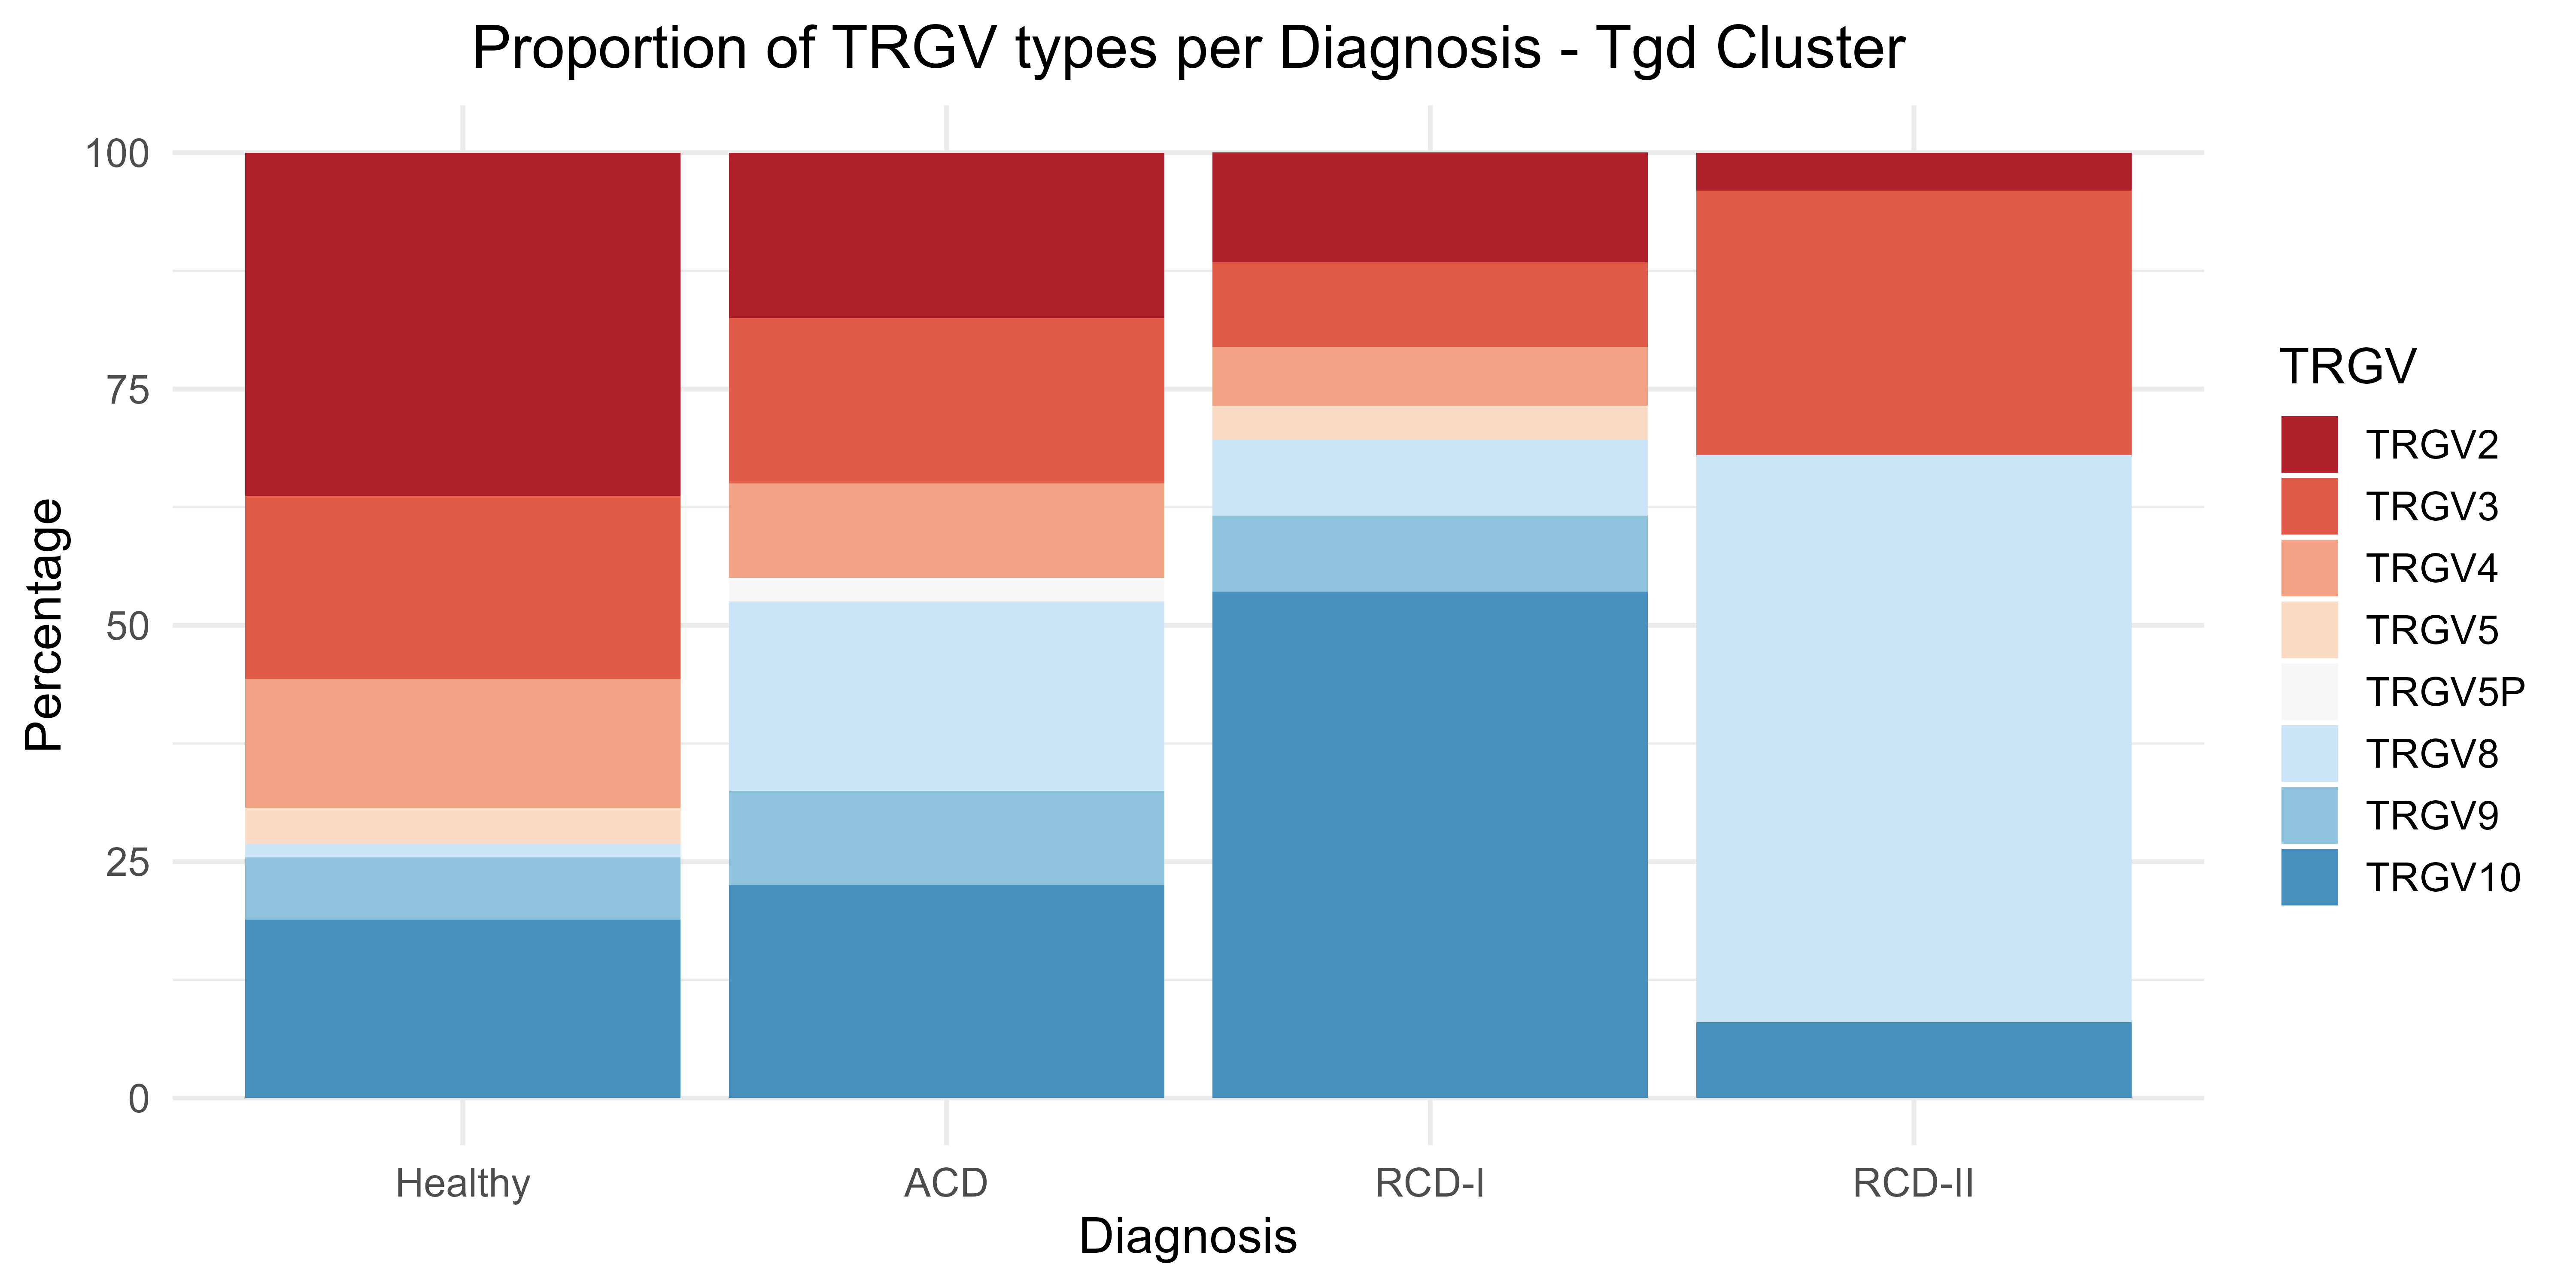 Proportion of TRGV types per Diagnosis - Tgd Cluster
Percentage
100
75
50
25
0
Healthy
ACD
RCD-I
RCD-II
Diagnosis
TRGV
TRGV2
TRGV3
TRGV4
TRGV5
TRGV5P
TRGV8
TRGV9
TRGV10